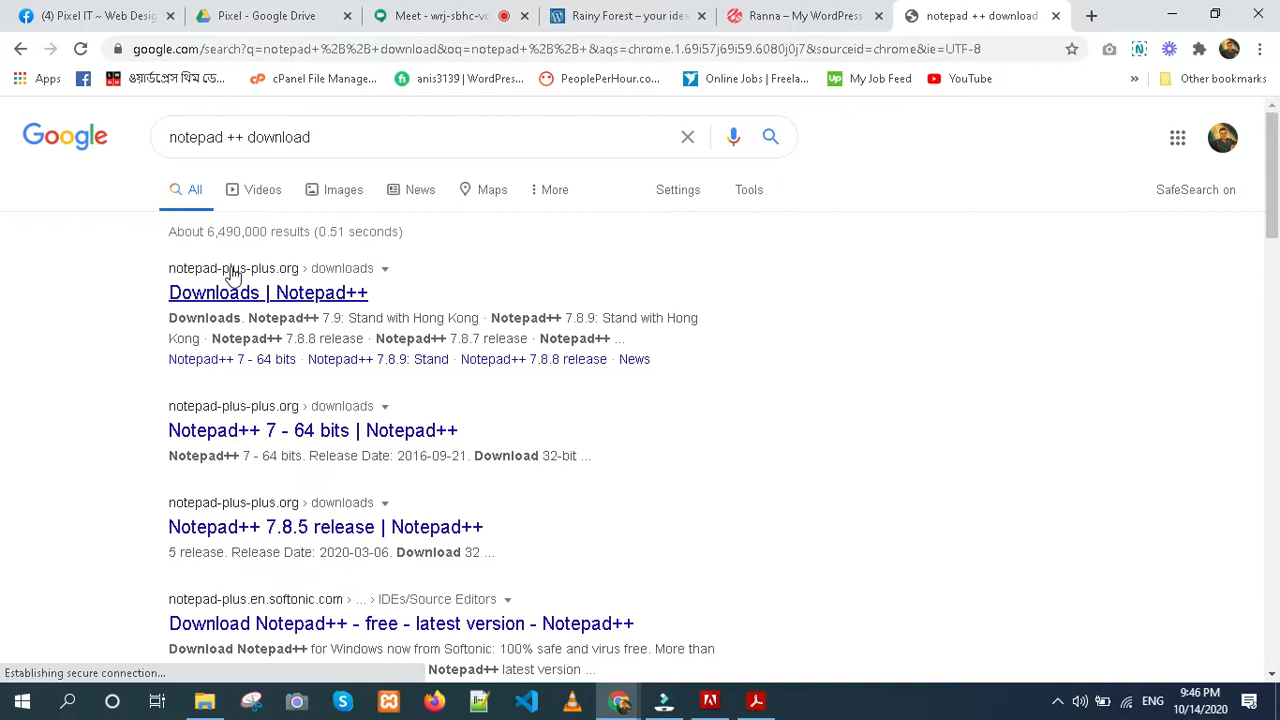 (4) Pixel IT ~ Web Desig
Pixel - Google Drive
Meet - wrj-shhc-vc
Rainy Forest – your idea
Ranna – My WordPress
notepad ++ download
google.com/search?q=notepad+%2B%2B+download&oq=notepad+%2B%2B+&aqs=chrome.1.69i57j69i59.6080j0j7&sourceid=chrome&ie=UTF-8
Apps
ওয়ার্ডপ্রেস থিম ডে...
cPanel File Manage...
anis3139 | WordPres...
PeoplePerHour.co...
Online Jobs | Freela...
My Job Feed
YouTube
Other bookmarks
Google
notepad ++ download
All
Videos
Images
News
Maps
More
Settings
Tools
SafeSearch on
About 6,490,000 results (0.51 seconds)
notepad-plus-plus.org › downloads
Downloads | Notepad++
Downloads. Notepad++ 7.9: Stand with Hong Kong · Notepad++ 7.8.9: Stand with Hong
Kong · Notepad++ 7.8.8 release · Notepad++ 7.8.7 release · Notepad++ ...
Notepad++ 7 - 64 bits · Notepad++ 7.8.9: Stand · Notepad++ 7.8.8 release · News
notepad-plus-plus.org › downloads
Notepad++ 7 - 64 bits | Notepad++
Notepad++ 7 - 64 bits. Release Date: 2016-09-21. Download 32-bit ...
notepad-plus-plus.org › downloads
Notepad++ 7.8.5 release | Notepad++
5 release. Release Date: 2020-03-06. Download 32 ...
notepad-plus.en.softonic.com › ... › IDEs/Source Editors
Download Notepad++ - free - latest version - Notepad++
Download Notepad++ for Windows now from Softonic: 100% safe and virus free. More than
Notepad++ latest version ...
Establishing secure connection...
ENG
9:46 PM
10/14/2020